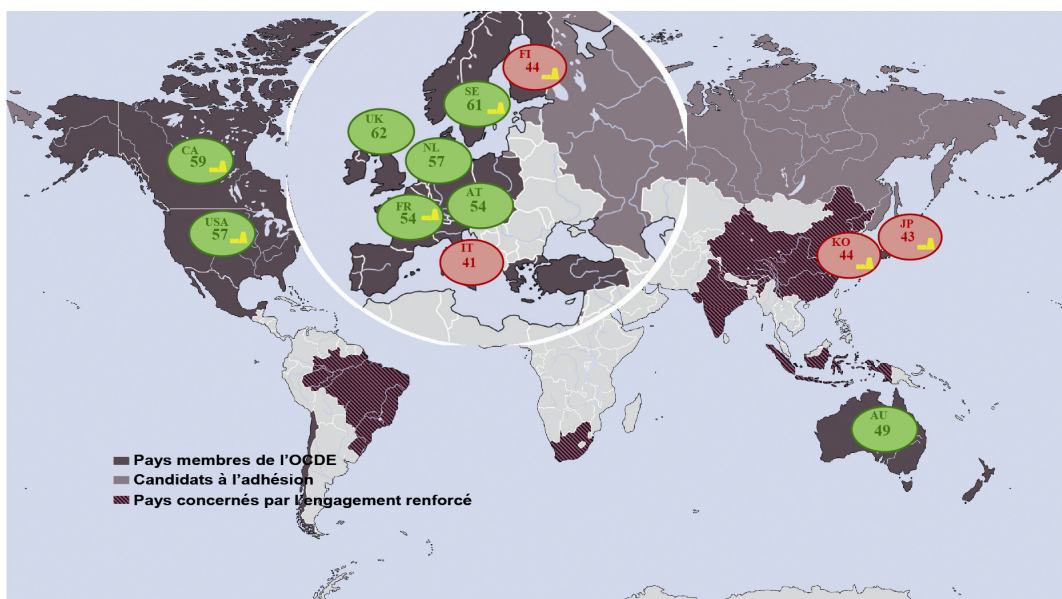 FI
44
SE
61
UK
62
NL
57
CA
59
AT
54
FR
54
USA
57
IT
41
JP
43
KO
44
AU
49
Pays membres de l'OCDE
Candidats à l'adhésion
Pays concernés par l'engagement renforcé